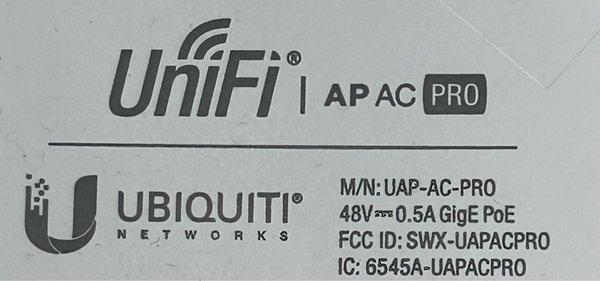 UniFi® | AP AC PRO
UBIQUITI®
NETWORKS
M/N: UAP-AC-PRO
48V⎓0.5A GigE PoE
FCC ID: SWX-UAPACPRO
IC: 6545A-UAPACPRO